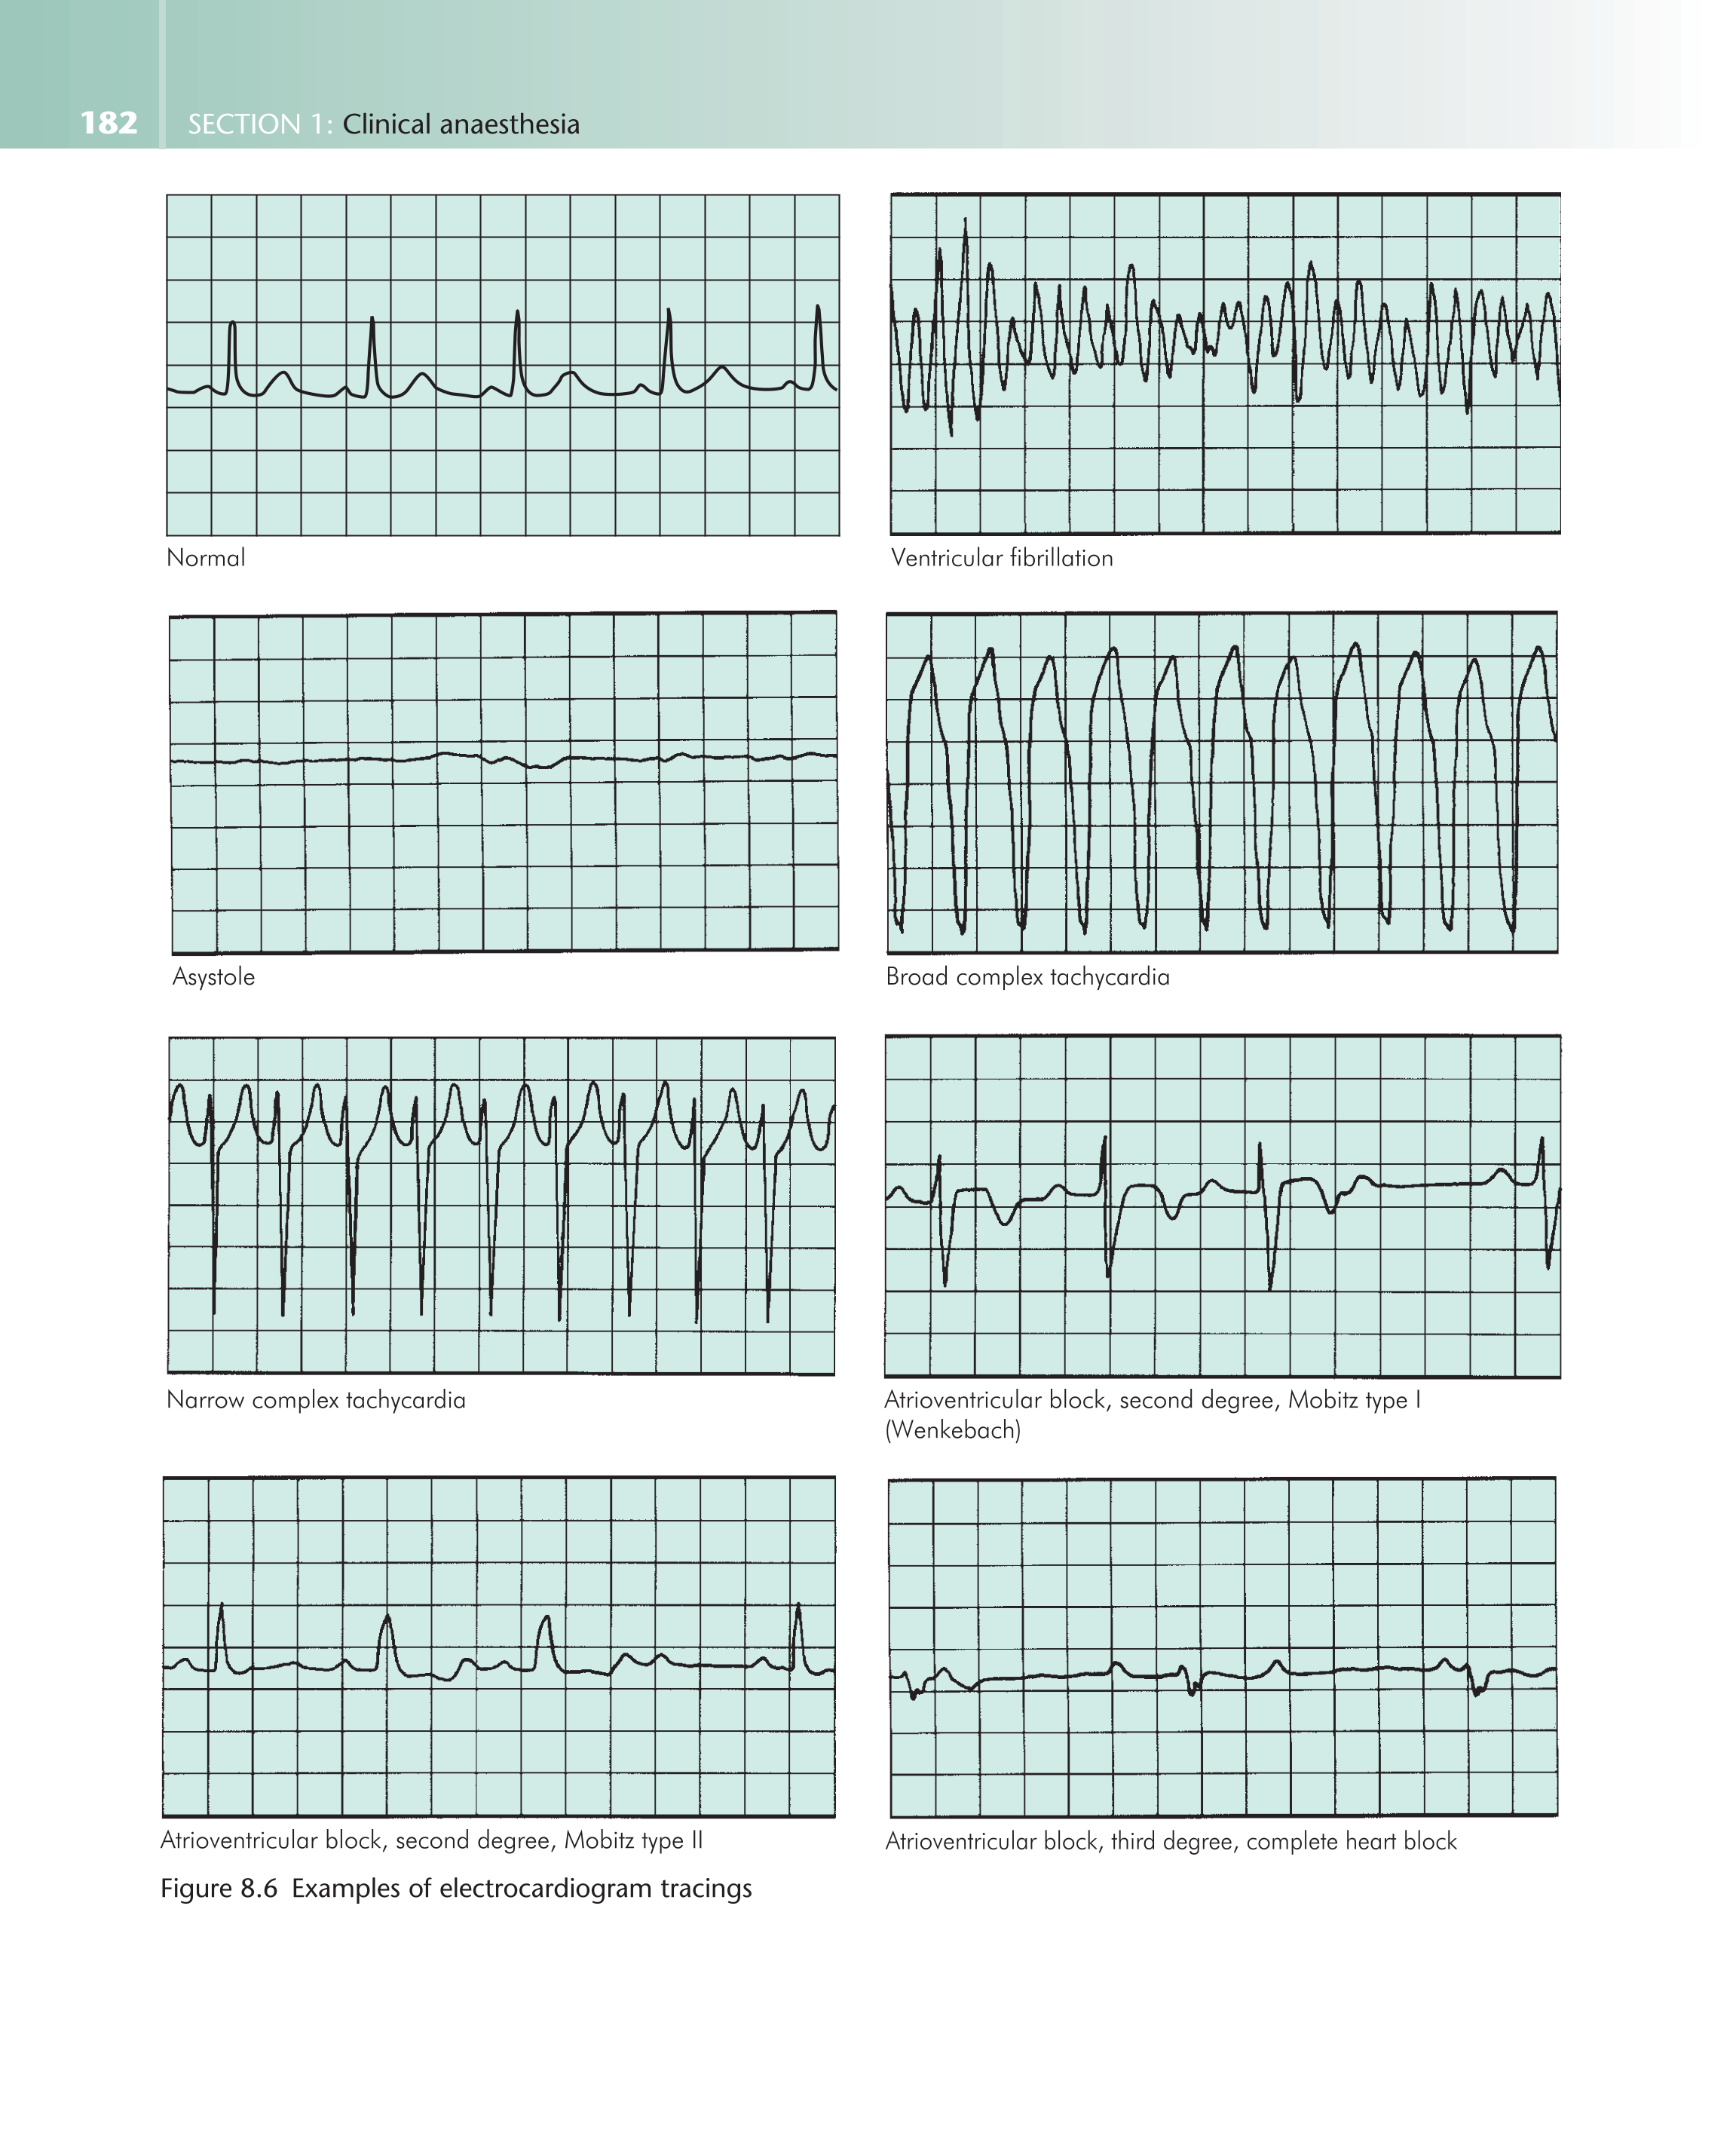 182 SECTION 1: Clinical anaesthesia
Normal
Ventricular fibrillation
Asystole
Broad complex tachycardia
Narrow complex tachycardia
Atrioventricular block, second degree, Mobitz type I
(Wenkebach)
Atrioventricular block, second degree, Mobitz type II
Atrioventricular block, third degree, complete heart block
Figure 8.6 Examples of electrocardiogram tracings